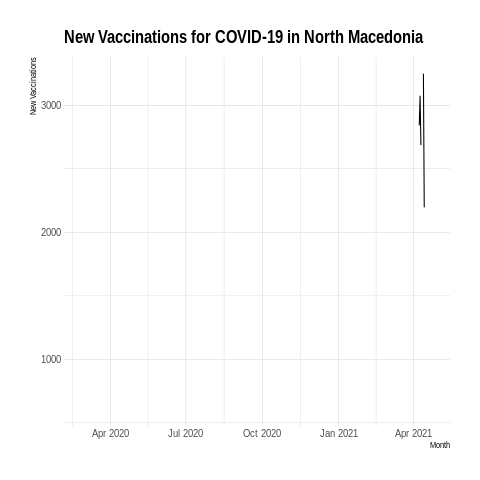 New Vaccinations for COVID-19 in North Macedonia
New Vaccinations
3000
2000
1000
Apr 2020 Jul 2020 Oct 2020 Jan 2021 Apr 2021
Month